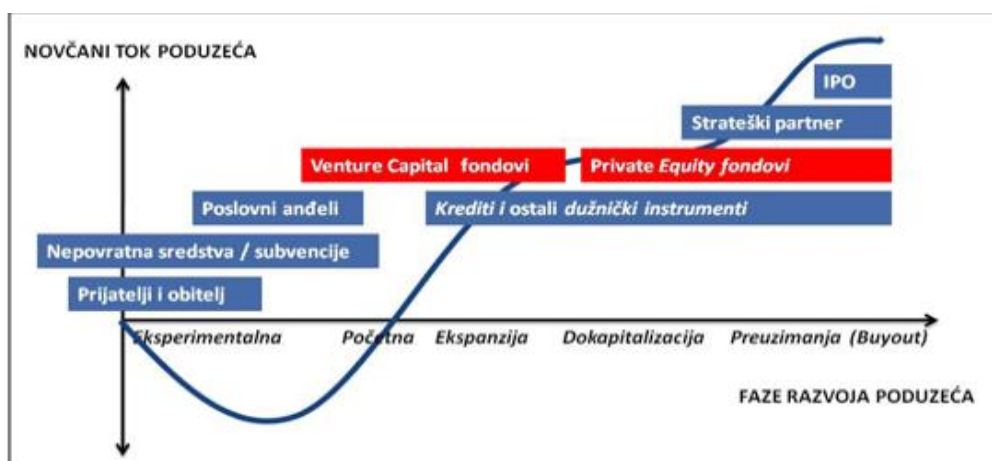 NOVČANI TOK PODUZEĆA
IPO
Strateški partner
Venture Capital fondovi
Private Equity fondovi
Poslovni anđeli
Krediti i ostali dužnički instrumenti
Nepovratna sredstva / subvencije
Prijatelji i obitelj
Eksperimentalna
Početna
Ekspanzija
Dokapitalizacija
Preuzimanja (Buyout)
FAZE RAZVOJA PODUZEĆA